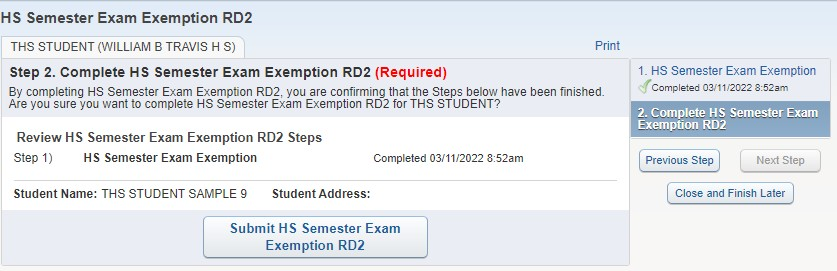 HS Semester Exam Exemption RD2
THS STUDENT (WILLIAM B TRAVIS H S)
Print
Step 2. Complete HS Semester Exam Exemption RD2 (Required)
By completing HS Semester Exam Exemption RD2, you are confirming that the Steps below have been finished.
Are you sure you want to complete HS Semester Exam Exemption RD2 for THS STUDENT?
Review HS Semester Exam Exemption RD2 Steps
Step 1) HS Semester Exam Exemption Completed 03/11/2022 8:52am
Student Name: THS STUDENT SAMPLE 9 Student Address:
Submit HS Semester Exam
Exemption RD2
1. HS Semester Exam Exemption
Completed 03/11/2022 8:52am
2. Complete HS Semester Exam
Exemption RD2
Previous Step Next Step
Close and Finish Later